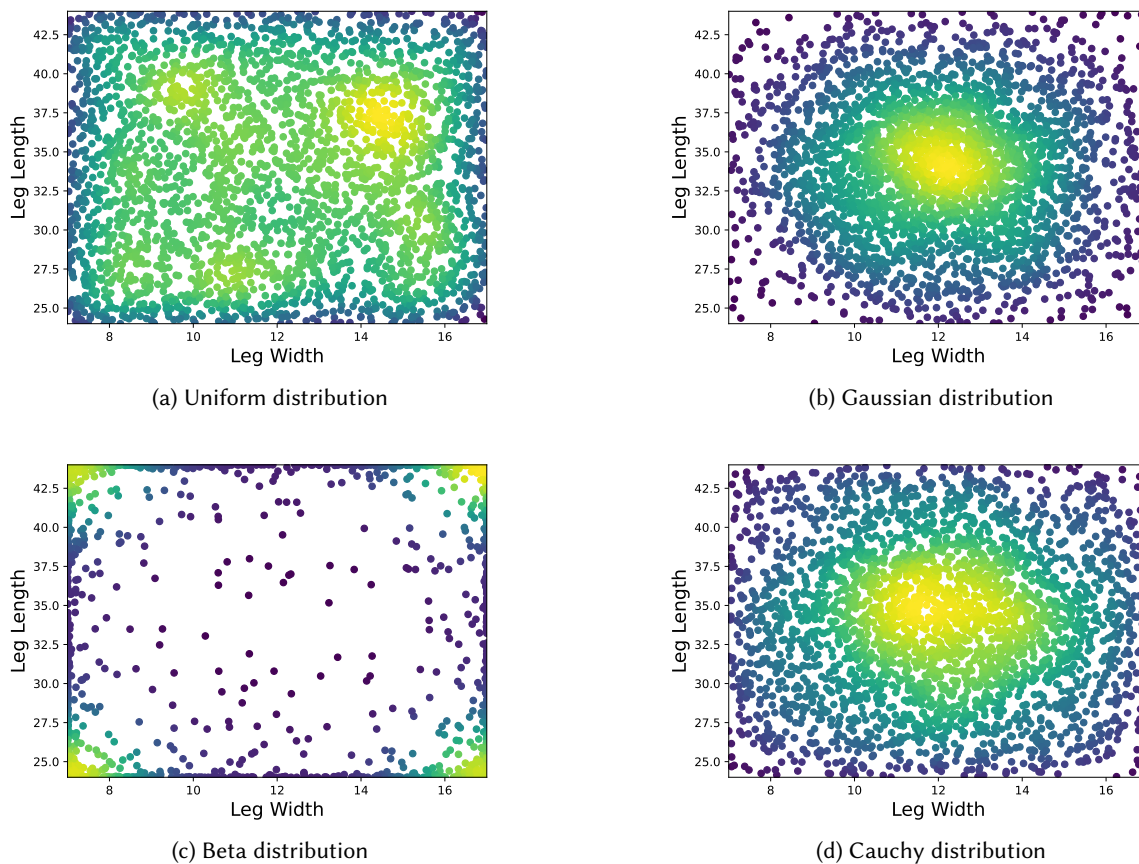 42.5
40.0
37.5
35.0
32.5
30.0
27.5
25.0
Leg Length
8 10 12 14 16
Leg Width
(a) Uniform distribution
42.5
40.0
37.5
35.0
32.5
30.0
27.5
25.0
Leg Length
8 10 12 14 16
Leg Width
(b) Gaussian distribution
42.5
40.0
37.5
35.0
32.5
30.0
27.5
25.0
Leg Length
8 10 12 14 16
Leg Width
(c) Beta distribution
42.5
40.0
37.5
35.0
32.5
30.0
27.5
25.0
Leg Length
8 10 12 14 16
Leg Width
(d) Cauchy distribution